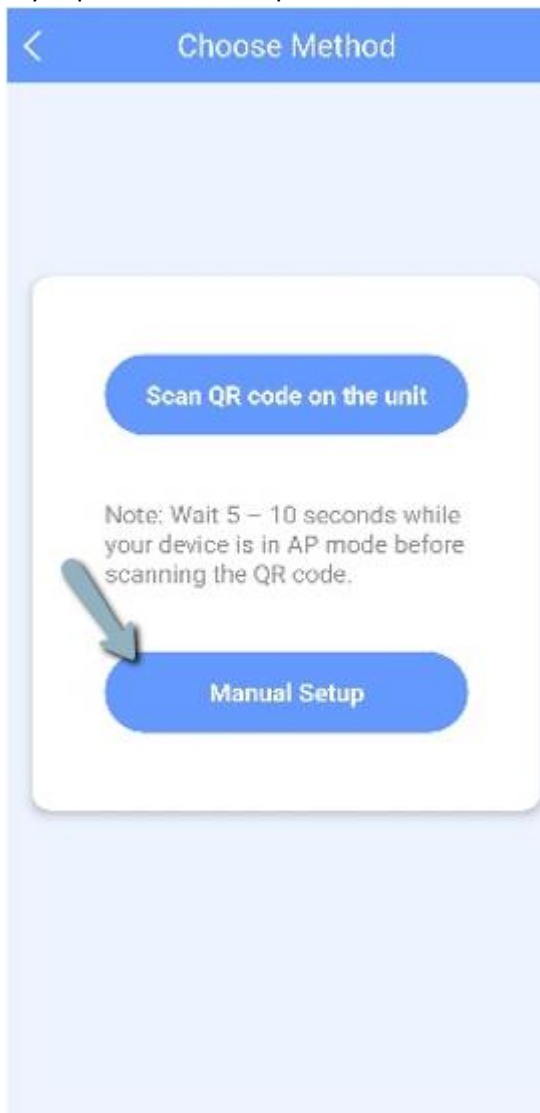 Choose Method
Scan QR code on the unit
Note: Wait 5 – 10 seconds while
your device is in AP mode before
scanning the QR code.
Manual Setup